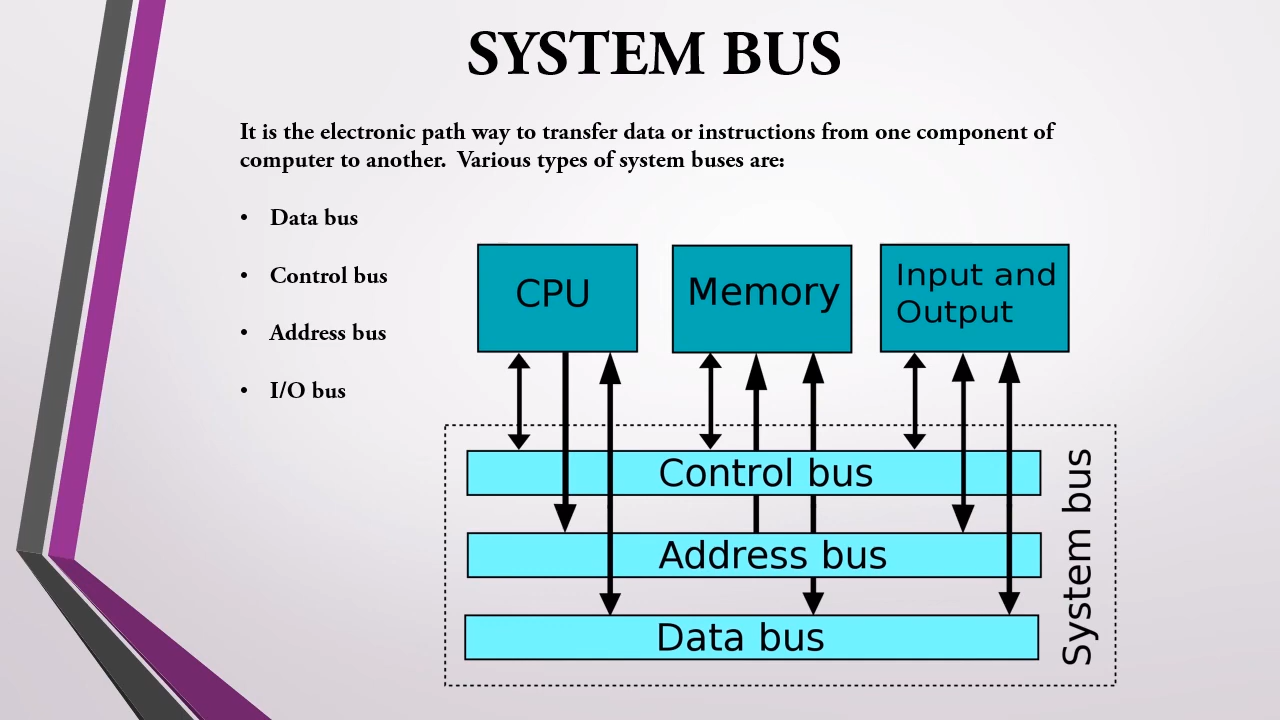 SYSTEM BUS
It is the electronic path way to transfer data or instructions from one component of
computer to another.  Various types of system buses are:
• Data bus
• Control bus
• Address bus
• I/O bus
CPU
Memory
Input and
Output
Control bus
Address bus
Data bus
System bus